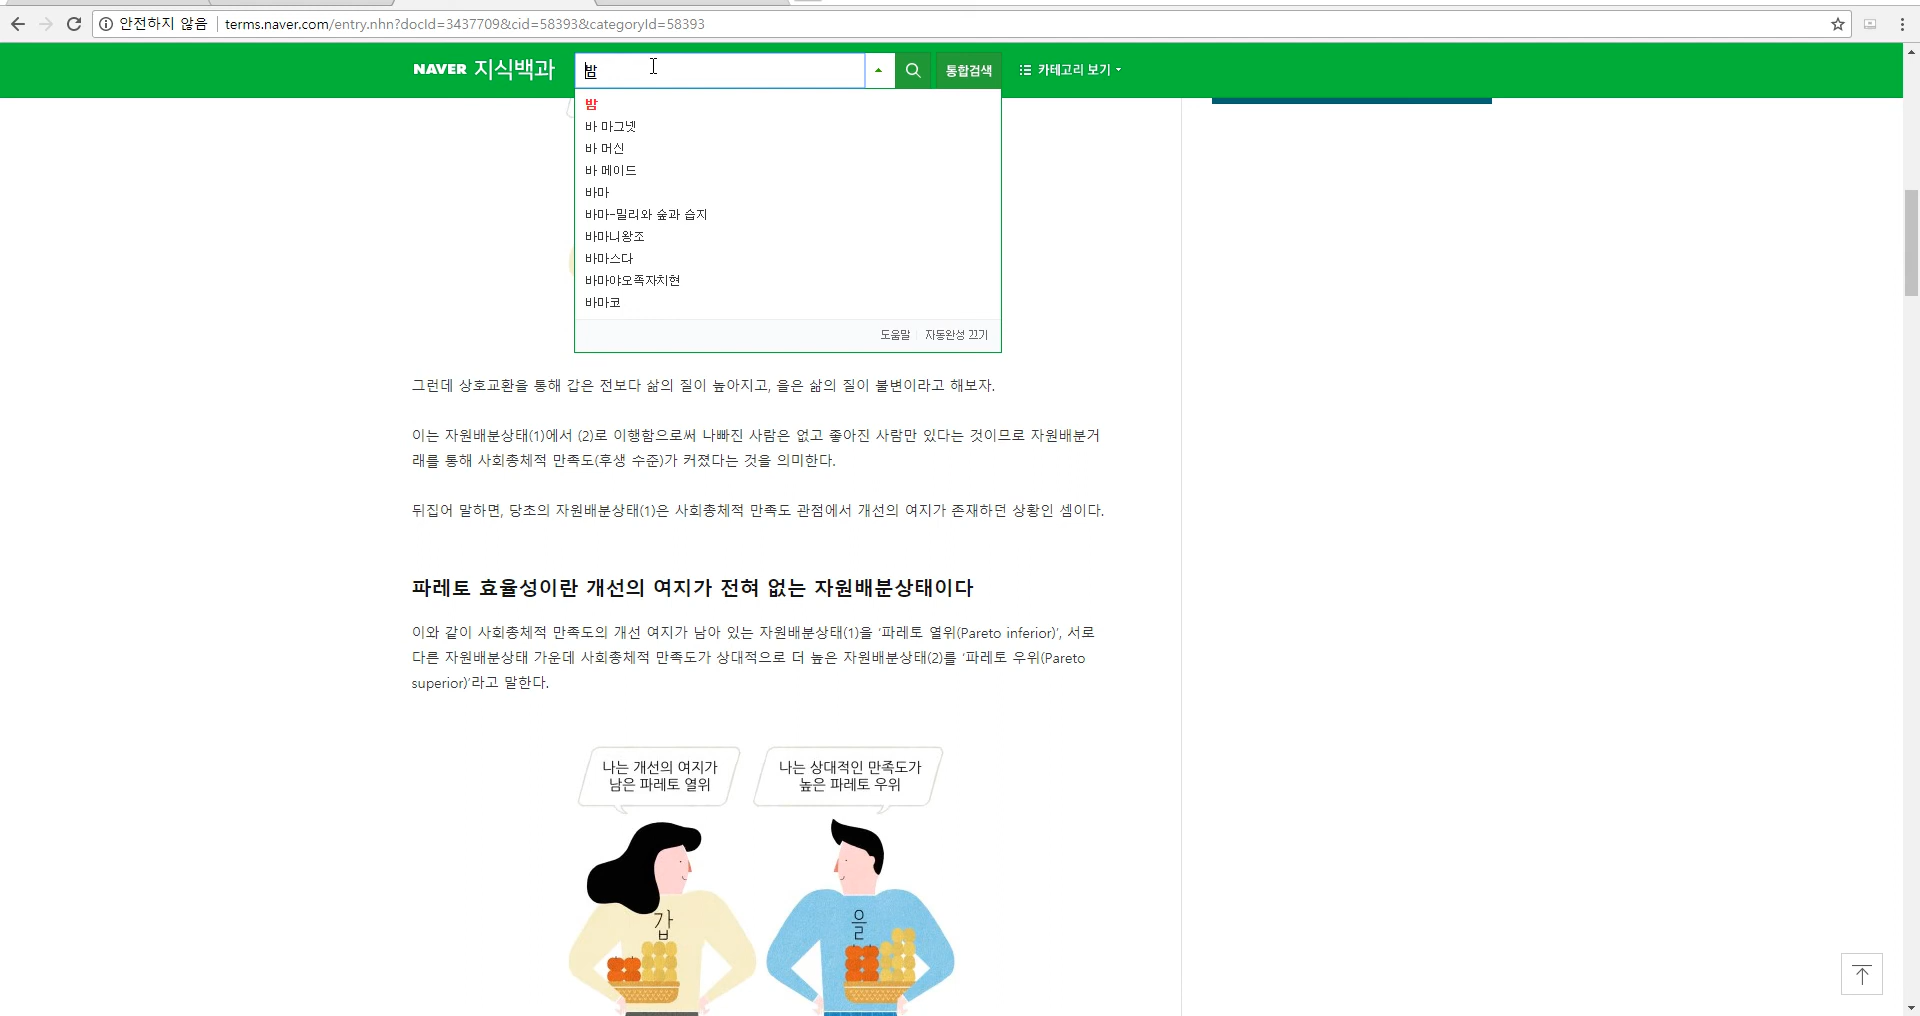 안전하지 않음 terms.naver.com/entry.nhn?docId=3437709&cid=58393&categoryId=58393
NAVER 지식백과 밤 통합검색 카테고리 보기
밤
바 마그넷
바 머신
바 메이드
바마
바마-밀리와 숲과 습지
바마니왕조
바마스다
바마야오족자치현
바마코
도움말 자동완성 끄기
그런데 상호교환을 통해 갑은 전보다 삶의 질이 높아지고, 을은 삶의 질이 불변이라고 해보자.
이는 자원배분상태(1)에서 (2)로 이행함으로써 나빠진 사람은 없고 좋아진 사람만 있다는 것이므로 자원배분거
래를 통해 사회총체적 만족도(후생 수준)가 커졌다는 것을 의미한다.
뒤집어 말하면, 당초의 자원배분상태(1)은 사회총체적 만족도 관점에서 개선의 여지가 존재하던 상황인 셈이다.
파레토 효율성이란 개선의 여지가 전혀 없는 자원배분상태이다
이와 같이 사회총체적 만족도의 개선 여지가 남아 있는 자원배분상태(1)을 ‘파레토 열위(Pareto inferior)’, 서로
다른 자원배분상태 가운데 사회총체적 만족도가 상대적으로 더 높은 자원배분상태(2)를 ‘파레토 우위(Pareto
superior)’라고 말한다.
나는 개선의 여지가
남은 파레토 열위
나는 상대적인 만족도가
높은 파레토 우위
갑
을